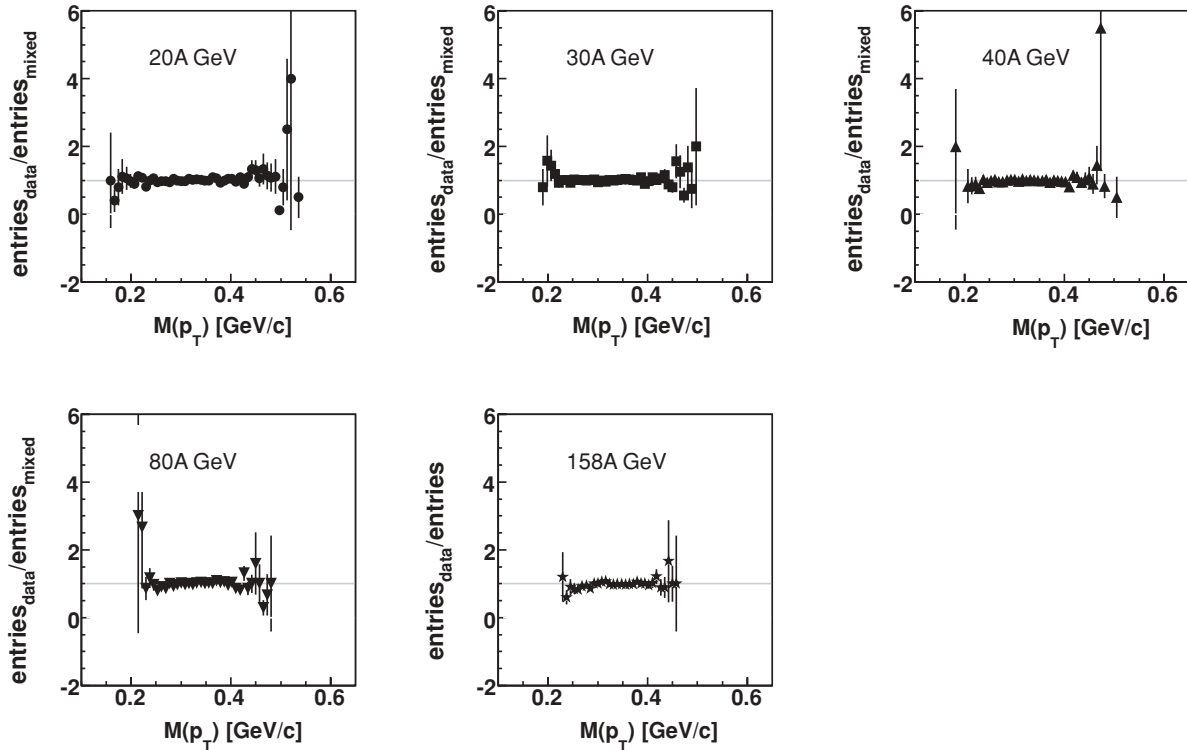 entries_data/entries_mixed
20A GeV
6
4
2
0
-2
0.2 0.4 0.6
M(p_T) [GeV/c]
entries_data/entries_mixed
30A GeV
6
4
2
0
-2
0.2 0.4 0.6
M(p_T) [GeV/c]
entries_data/entries_mixed
40A GeV
6
4
2
0
-2
0.2 0.4 0.6
M(p_T) [GeV/c]
entries_data/entries_mixed
80A GeV
6
4
2
0
-2
0.2 0.4 0.6
M(p_T) [GeV/c]
entries_data/entries
158A GeV
6
4
2
0
-2
0.2 0.4 0.6
M(p_T) [GeV/c]